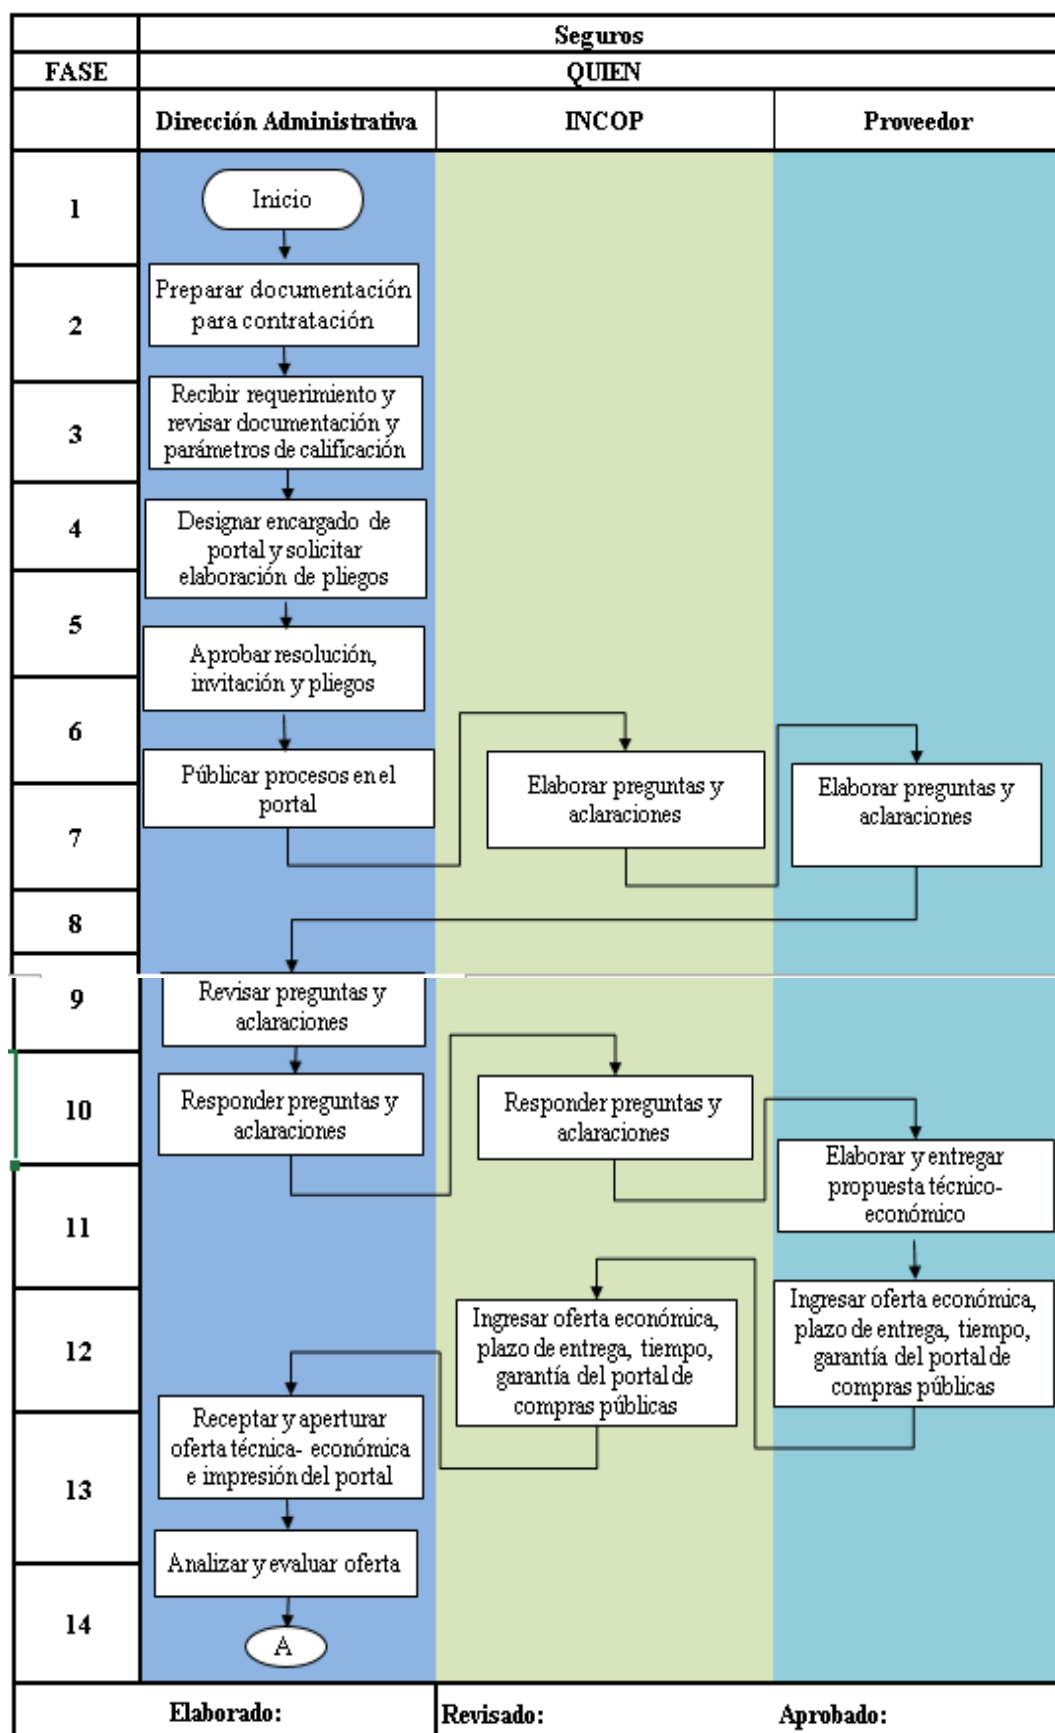 Seguros
FASE
QUIEN
Dirección Administrativa
INCOP
Proveedor
1
Inicio
2
Preparar documentación
para contratación
3
Recibir requerimiento y
revisar documentación y
parámetros de calificación
4
Designar encargado de
portal y solicitar
elaboración de pliegos
5
Aprobar resolución,
invitación y pliegos
6
Públicar procesos en el
portal
Elaborar preguntas y
aclaraciones
Elaborar preguntas y
aclaraciones
7
8
9
Revisar preguntas y
aclaraciones
10
Responder preguntas y
aclaraciones
Responder preguntas y
aclaraciones
Elaborar y entregar
propuesta técnico-
económico
11
12
Ingresar oferta económica,
plazo de entrega, tiempo,
garantía del portal de
compras públicas
Ingresar oferta económica,
plazo de entrega, tiempo,
garantía del portal de
compras públicas
Receptar y aperturar
oferta técnica- económica
e impresión del portal
13
Analizar y evaluar oferta
14
A
Elaborado:
Revisado:
Aprobado: